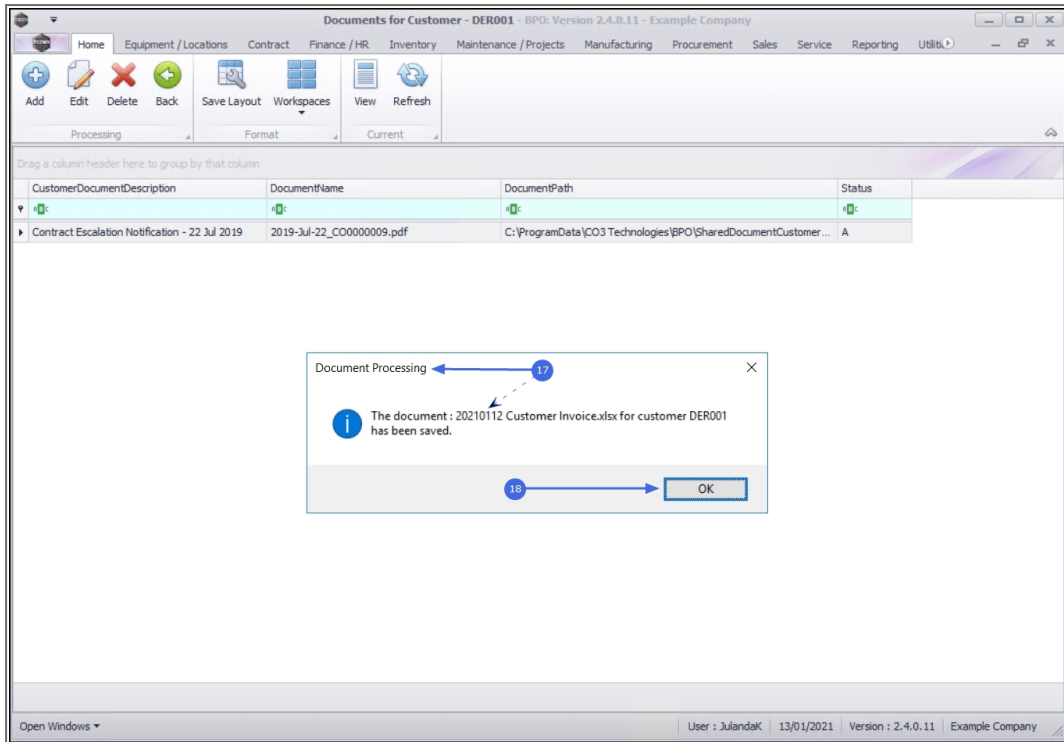 Documents for Customer - DER001 - BPO: Version 2.4.0.11 - Example Company
Home Equipment / Locations Contract Finance / HR Inventory Maintenance / Projects Manufacturing Procurement Sales Service Reporting Utiliti
Add Edit Delete Back Save Layout Workspaces View Refresh
Processing Format Current
Drag a column header here to group by that column
CustomerDocumentDescription DocumentName DocumentPath Status
Contract Escalation Notification - 22 Jul 2019 2019-Jul-22_CO0000009.pdf C:\ProgramData\CO3 Technologies\BPO\SharedDocumentCustomer... A
Document Processing 17
The document : 20210112 Customer Invoice.xlsx for customer DER001
has been saved.
18 OK
Open Windows User : JulandaK 13/01/2021 Version : 2.4.0.11 Example Company